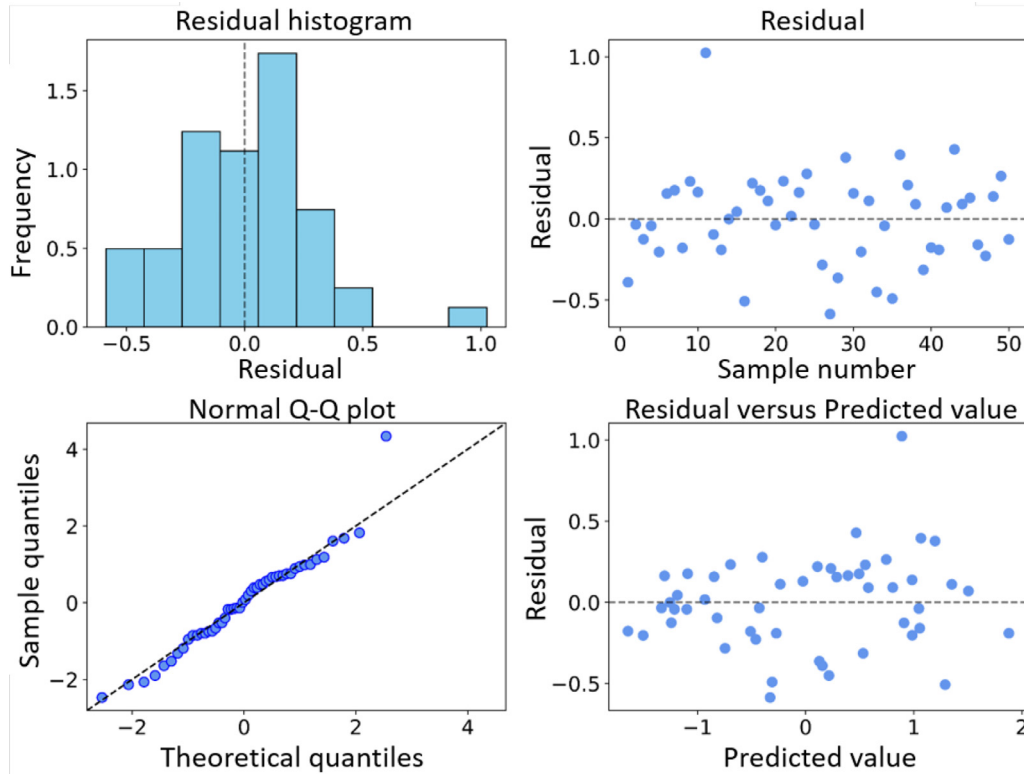 Residual histogram
Frequency
1.5
1.0
0.5
0.0
−0.5
0.0
0.5
1.0
Residual
Residual
Residual
1.0
0.5
0.0
−0.5
0
10
20
30
40
50
Sample number
Normal Q-Q plot
Sample quantiles
4
2
0
−2
−2
0
2
4
Theoretical quantiles
Residual versus Predicted value
Residual
1.0
0.5
0.0
−0.5
−1
0
1
2
Predicted value